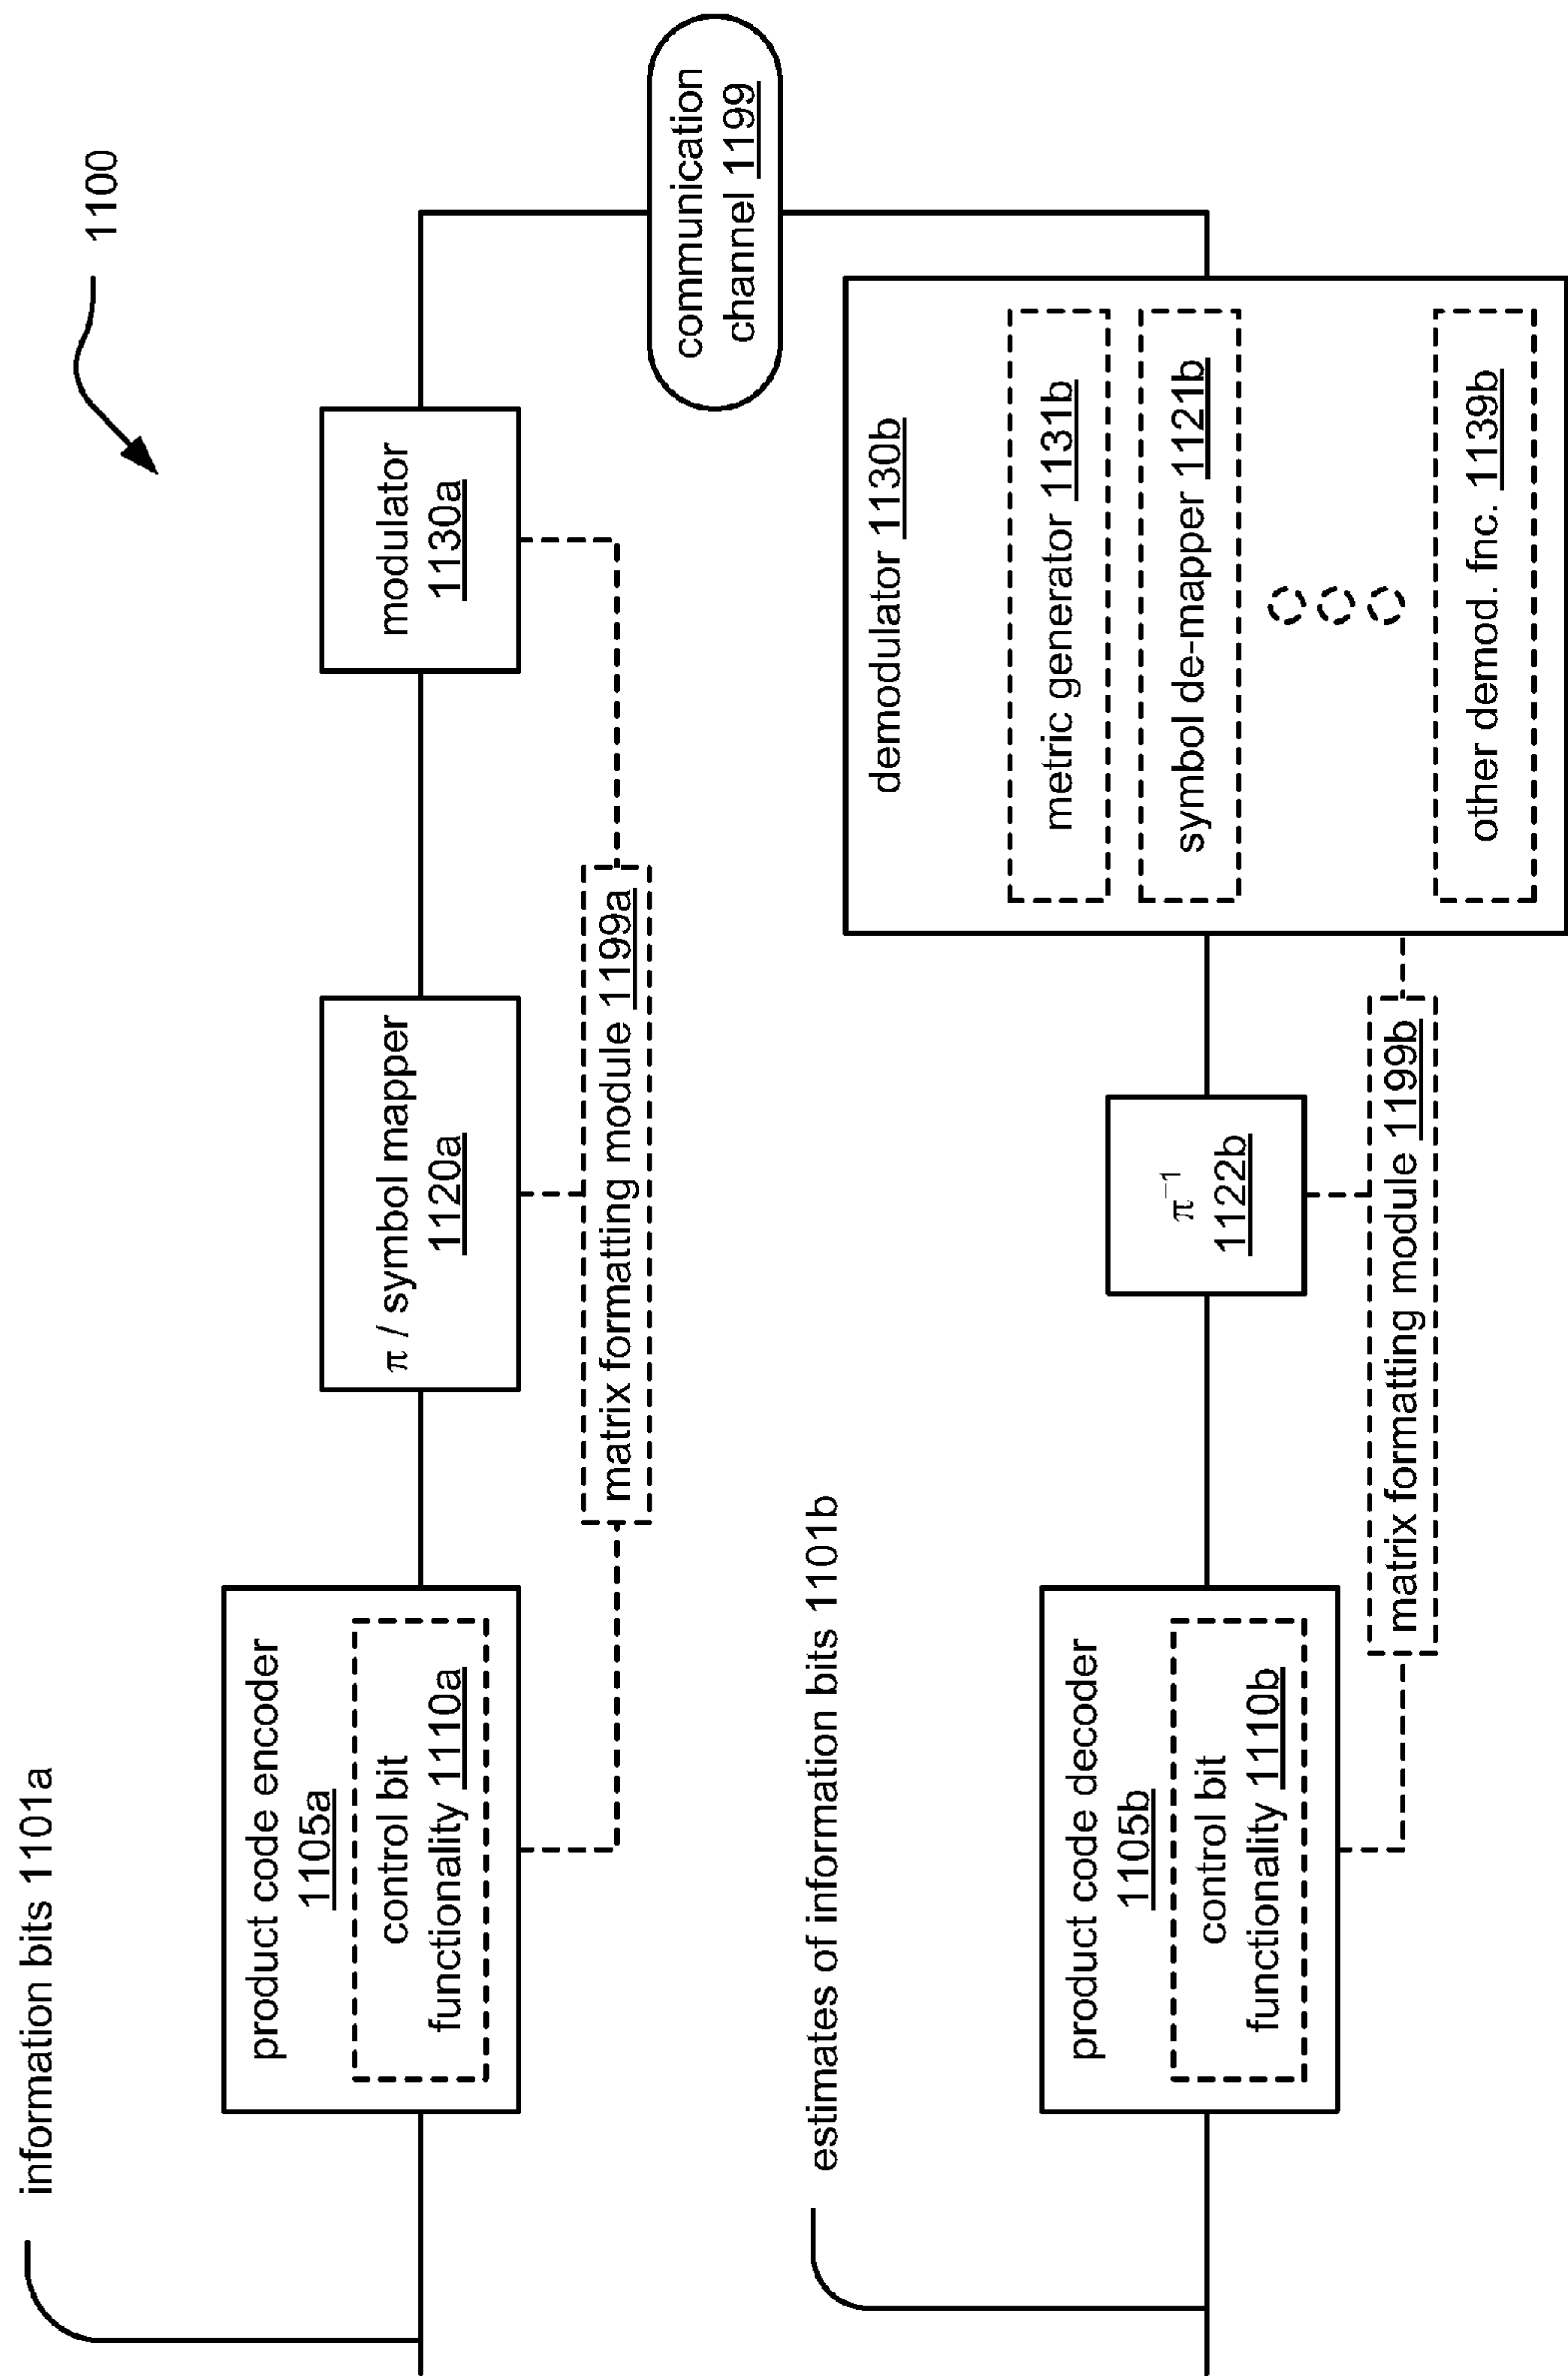 1100
information bits 1101a
product code encoder
1105a
control bit
functionality 1110a
π / symbol mapper
1120a
modulator
1130a
matrix formatting module 1199a
communication
channel 1199
estimates of information bits 1101b
product code decoder
1105b
control bit
functionality 1110b
π⁻¹
1122b
demodulator 1130b
metric generator 1131b
symbol de-mapper 1121b
other demod. fnc. 1139b
matrix formatting module 1199b